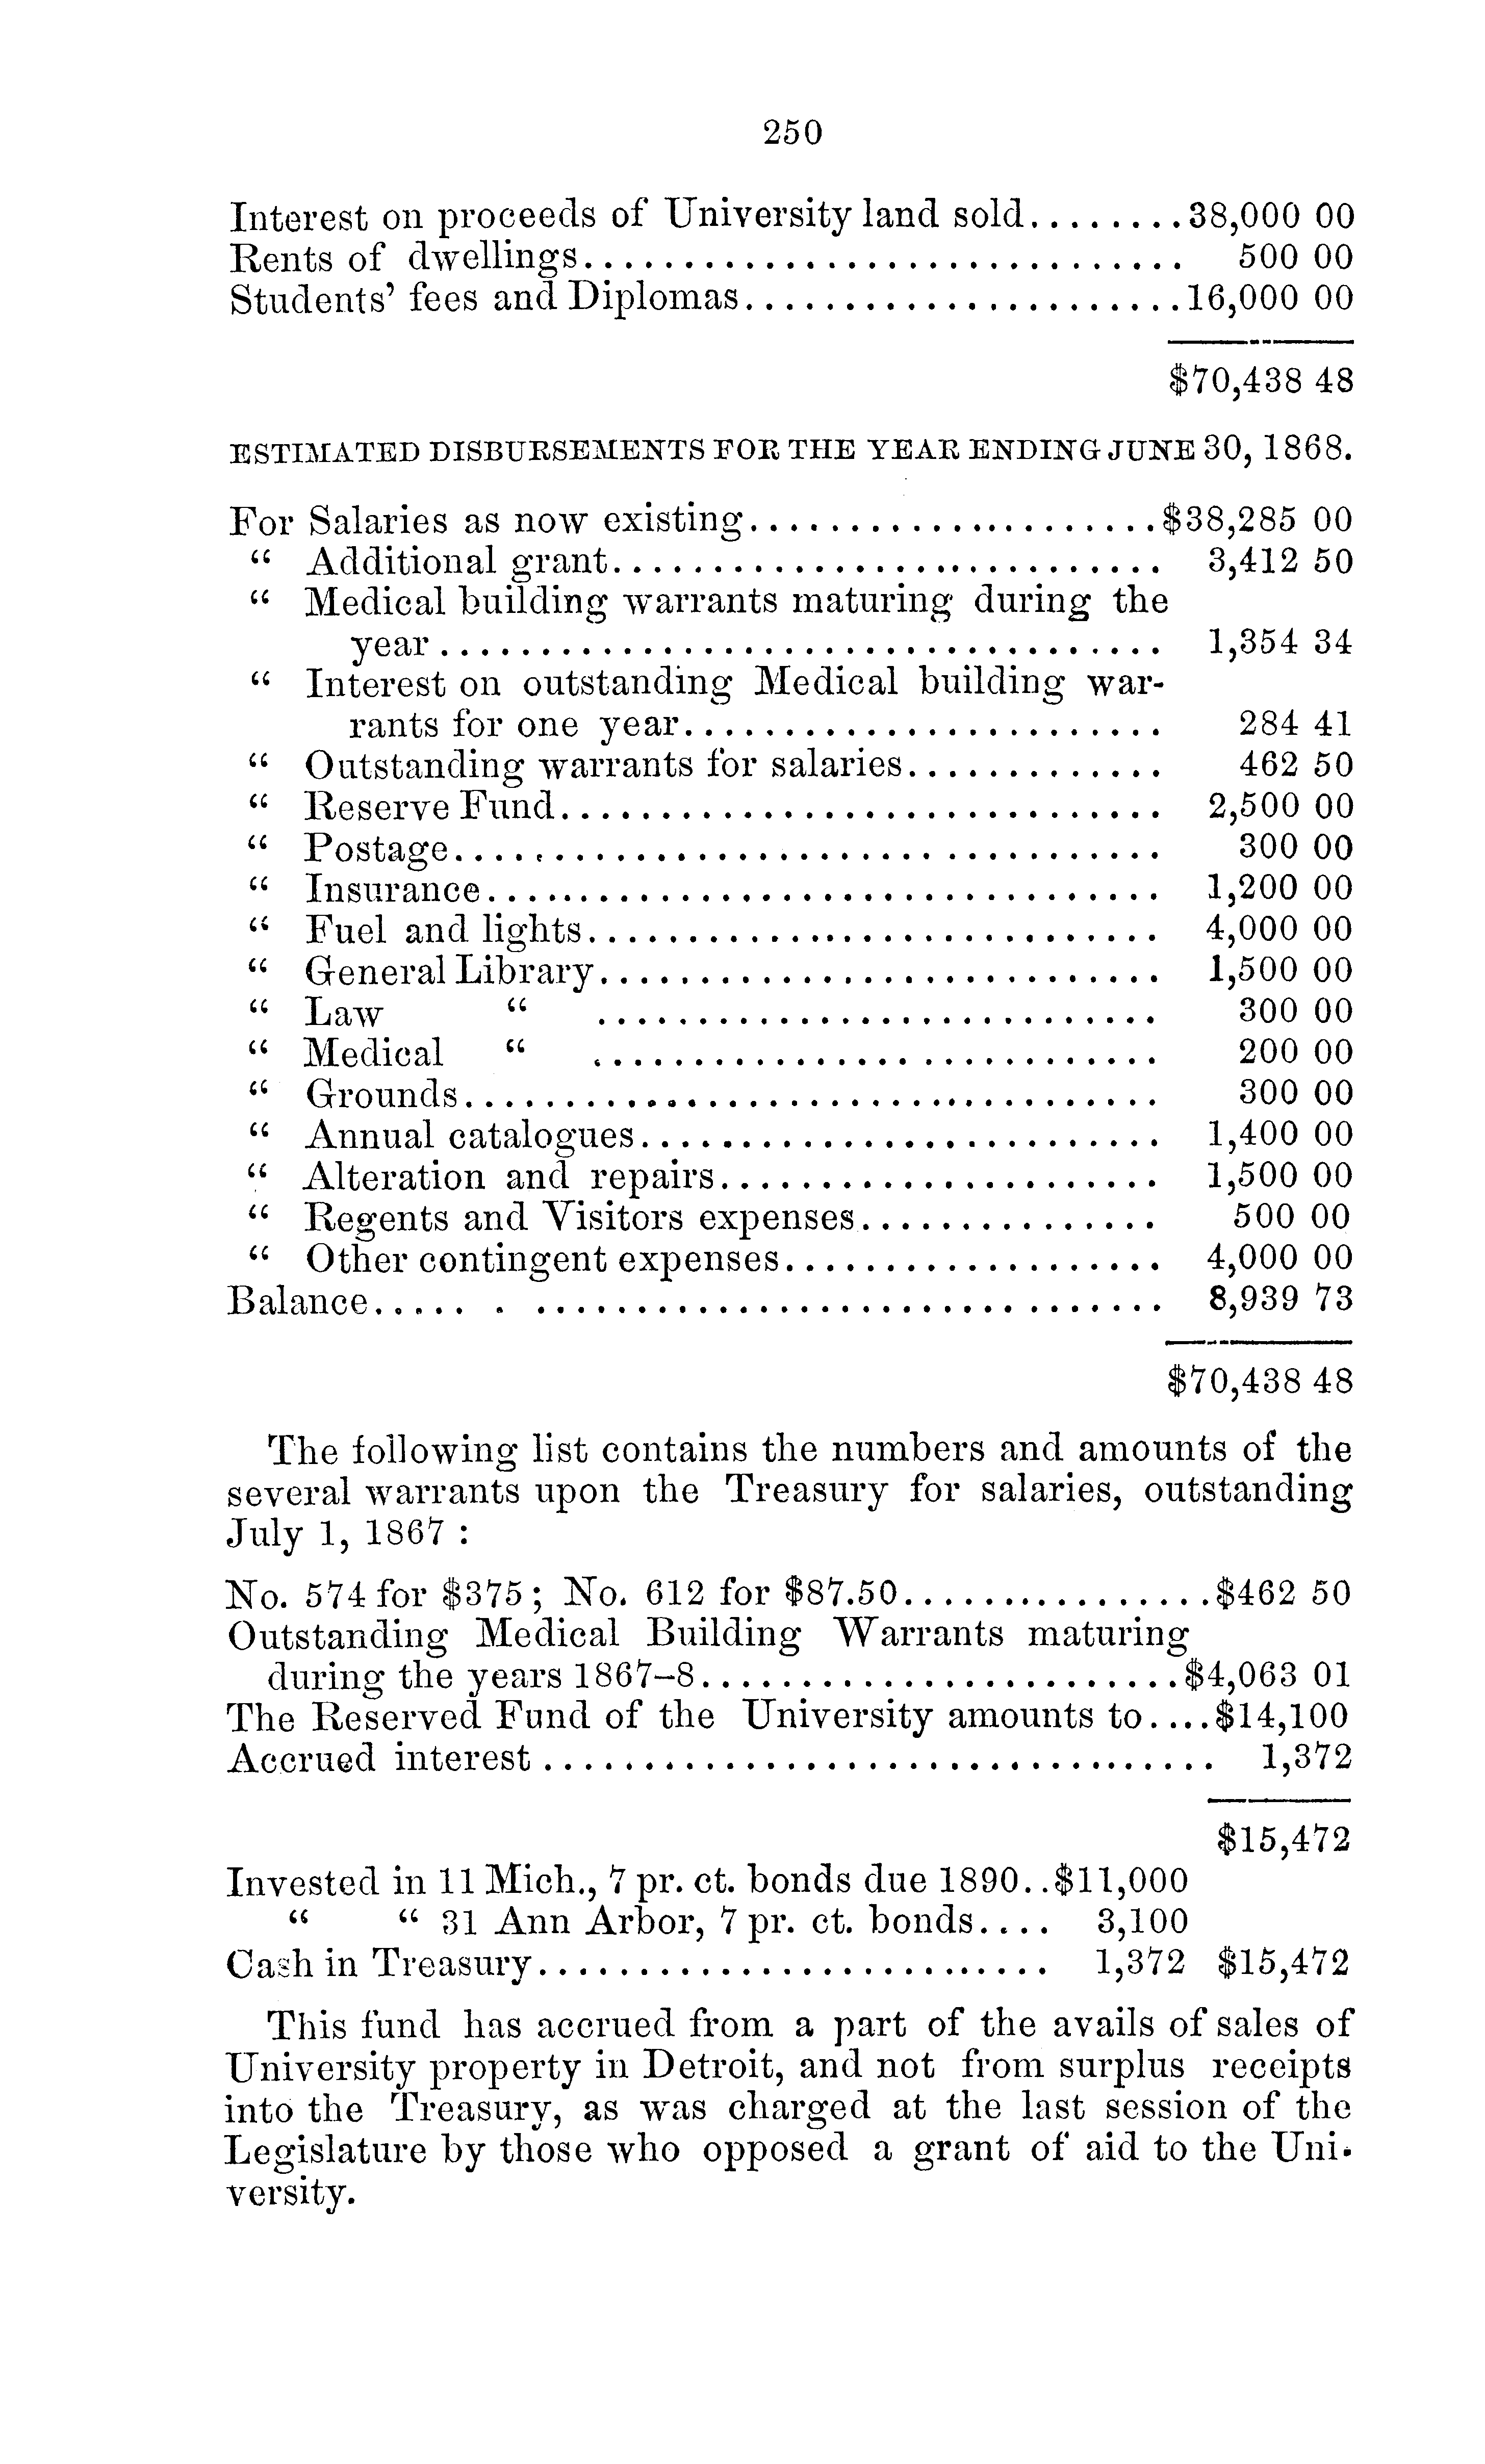 250
Interest on proceeds of University land sold........38,000 00
Rents of dwellings.............................. 500 00
Students' fees and Diplomas......................16,000 00
$70,438 48
ESTIMATED DISBURSEMENTS FOR THE YEAR ENDING JUNE 30, 1868.
For Salaries as now existing....................$38,285 00
“ Additional grant............................ 3,412 50
“ Medical building warrants maturing during the
year.................................... 1,354 34
“ Interest on outstanding Medical building war-
rants for one year........................ 284 41
“ Outstanding warrants for salaries............. 462 50
“ Reserve Fund.............................. 2,500 00
“ Postage................................... 300 00
“ Insurance.................................. 1,200 00
“ Fuel and lights............................. 4,000 00
“ General Library............................ 1,500 00
“ Law “ ............................ 300 00
“ Medical “ ............................ 200 00
“ Grounds................................... 300 00
“ Annual catalogues.......................... 1,400 00
“ Alteration and repairs...................... 1,500 00
“ Regents and Visitors expenses............... 500 00
“ Other contingent expenses................... 4,000 00
Balance..... . ............................... 8,939 73
$70,438 48
The following list contains the numbers and amounts of the
several warrants upon the Treasury for salaries, outstanding
July 1, 1867 :
No. 574 for $375; No. 612 for $87.50................$462 50
Outstanding Medical Building Warrants maturing
during the years 1867–8........................$4,063 01
The Reserved Fund of the University amounts to....$14,100
Accrued interest.................................. 1,372
$15,472
Invested in 11 Mich., 7 pr. ct. bonds due 1890..$11,000
“ “ 31 Ann Arbor, 7 pr. ct. bonds.... 3,100
Cash in Treasury.......................... 1,372 $15,472
This fund has accrued from a part of the avails of sales of
University property in Detroit, and not from surplus receipts
into the Treasury, as was charged at the last session of the
Legislature by those who opposed a grant of aid to the Uni-
versity.